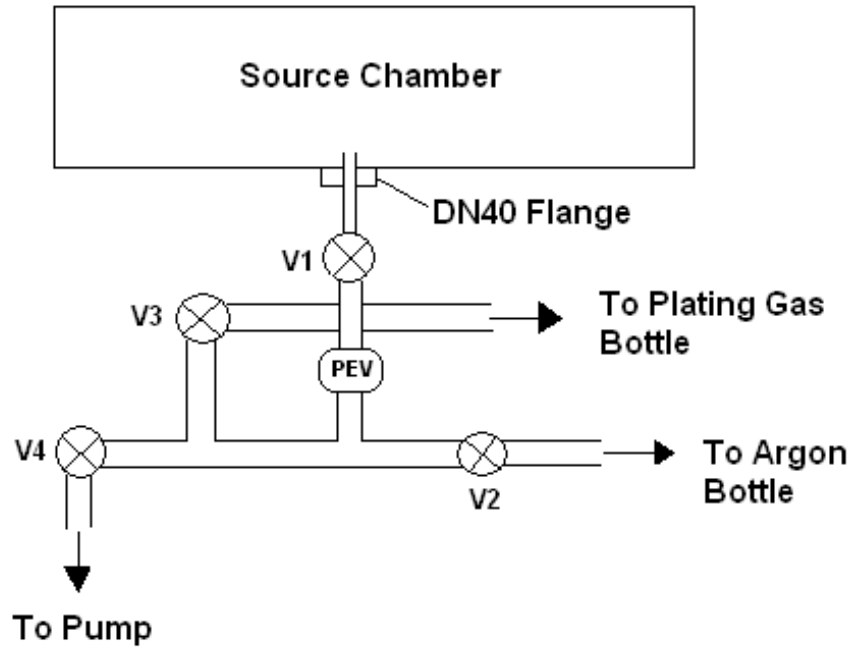 Source Chamber
DN40 Flange
V1
V3
To Plating Gas
Bottle
PEV
V4
V2
To Argon
Bottle
To Pump